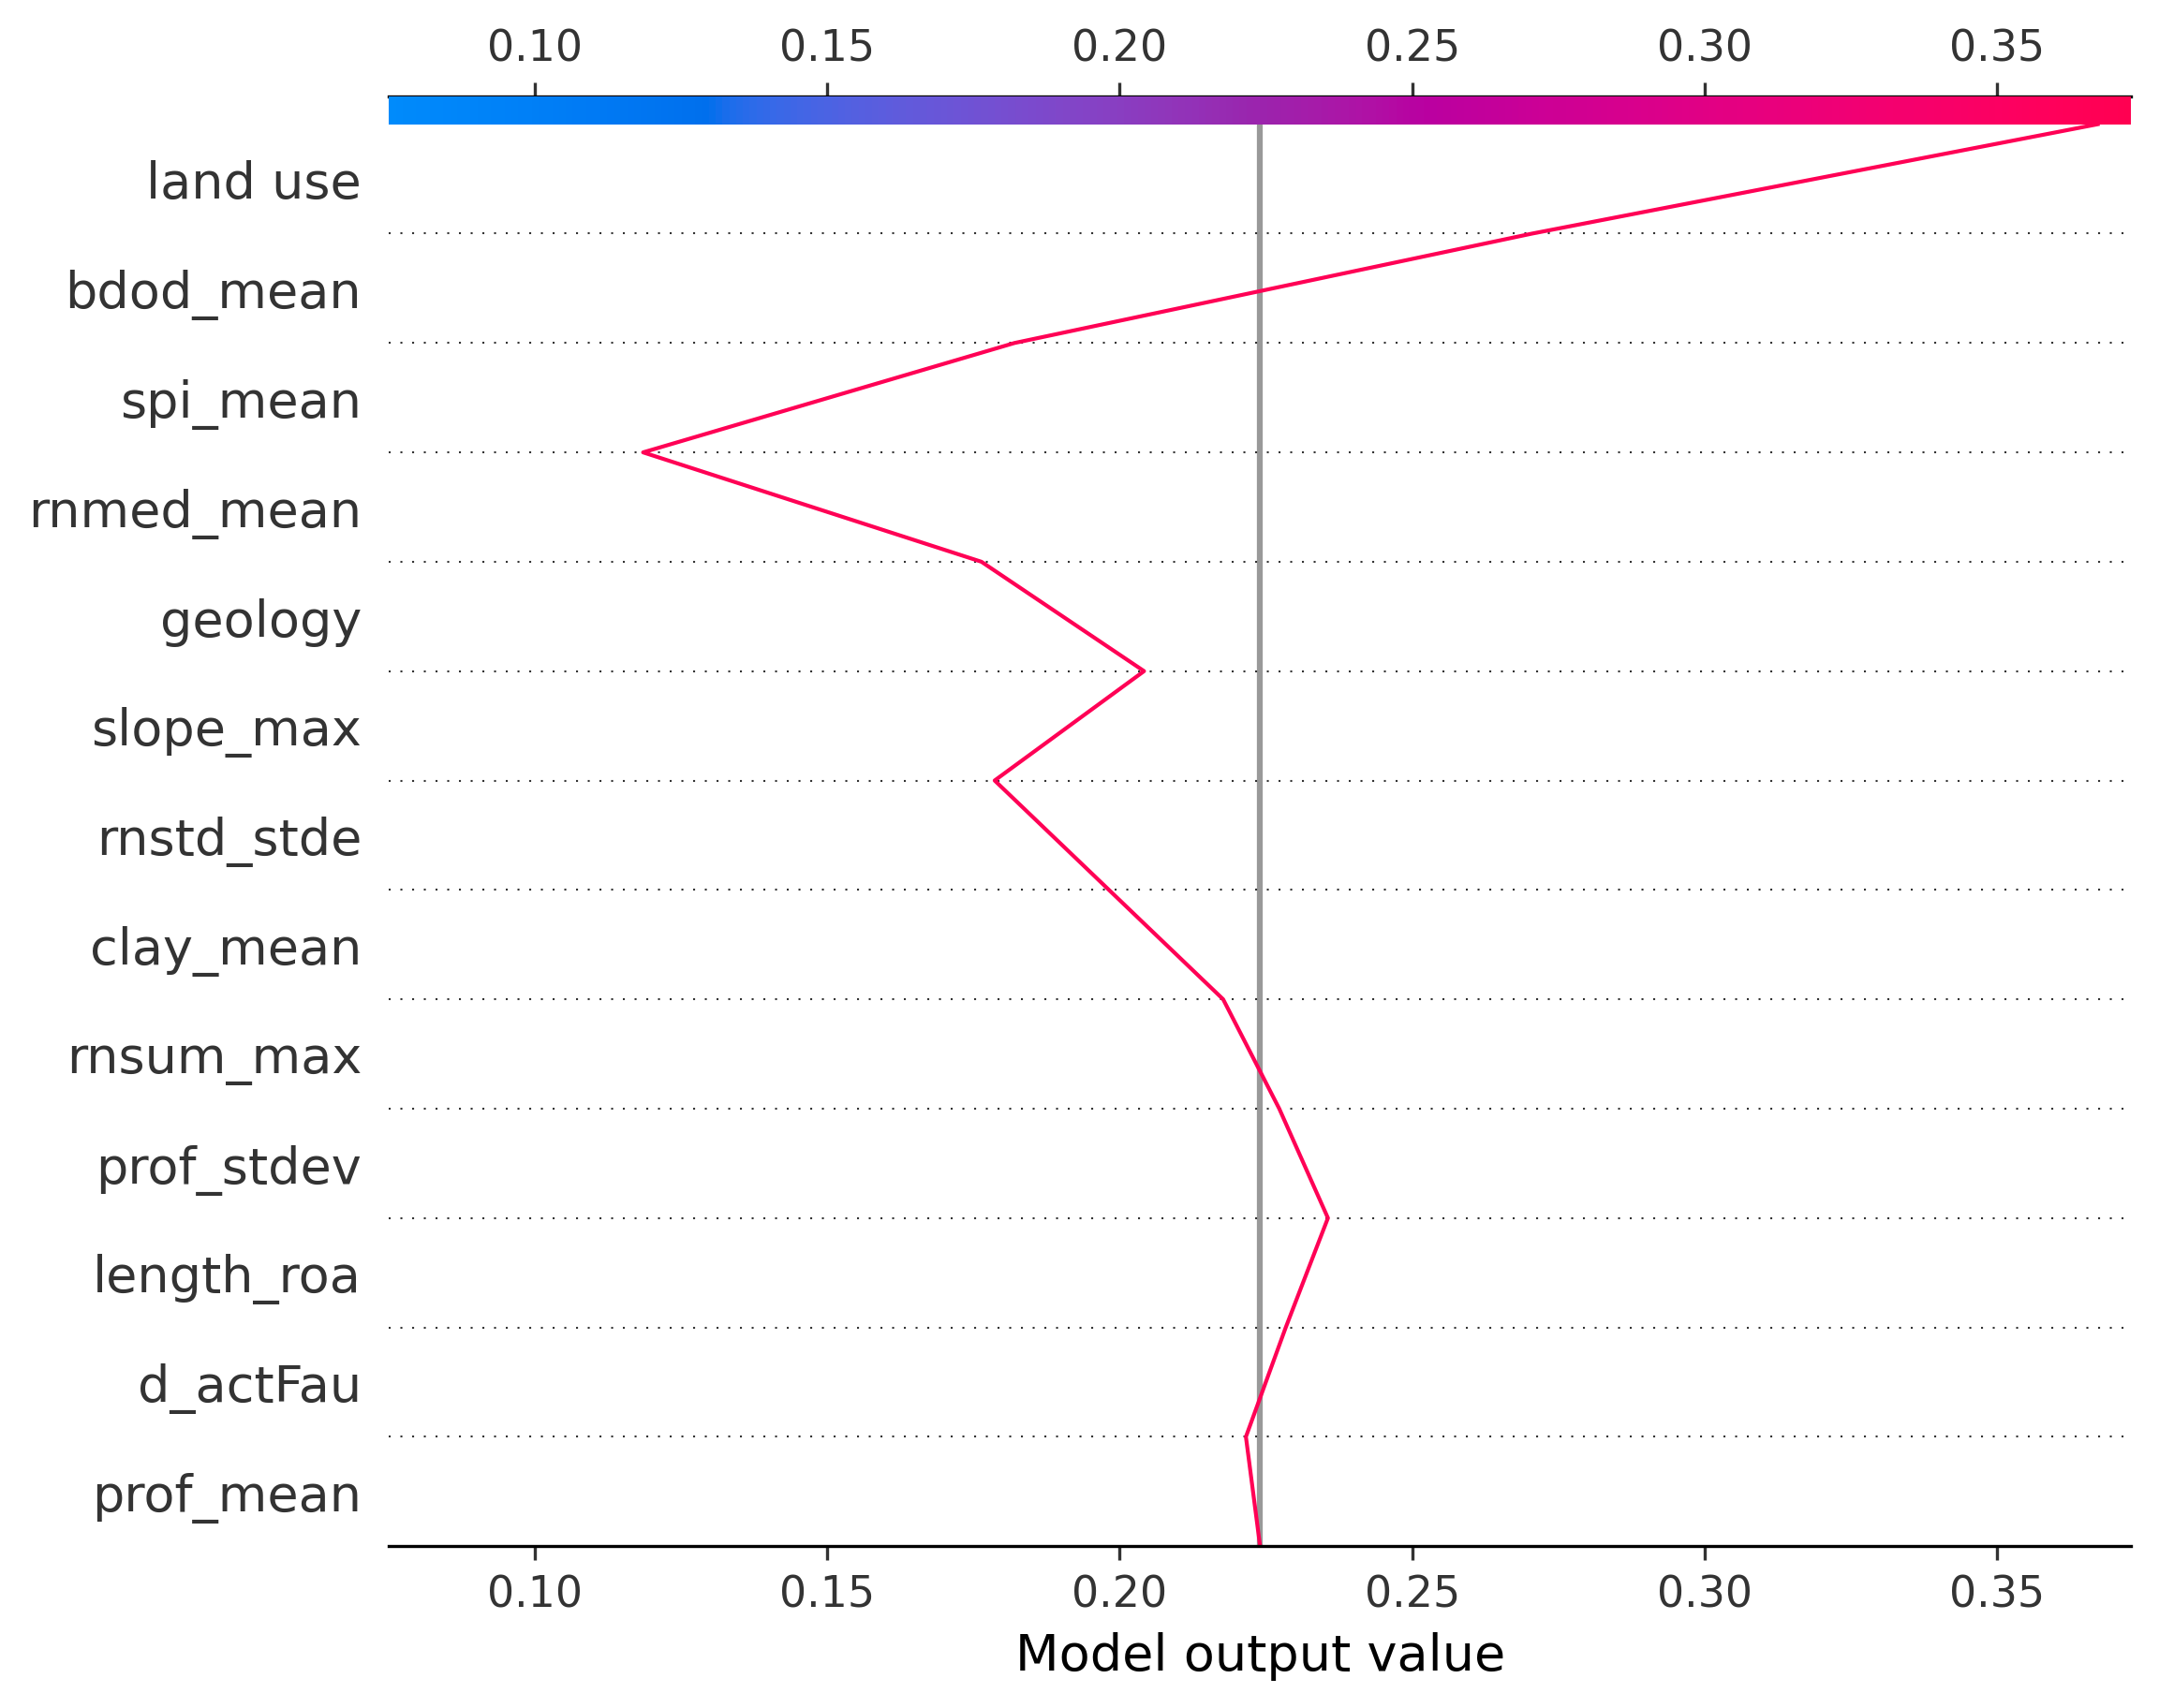 0.10 0.15 0.20 0.25 0.30 0.35
land use
bdod_mean
spi_mean
rnmed_mean
geology
slope_max
rnstd_stde
clay_mean
rnsum_max
prof_stdev
length_roa
d_actFau
prof_mean
0.10 0.15 0.20 0.25 0.30 0.35
Model output value